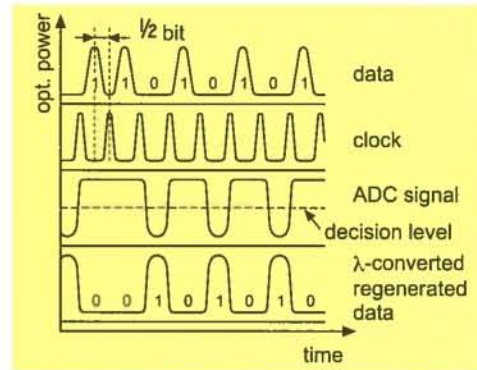 ½ bit
opt. power
1 1 0 1 0 1 0 1
data
clock
ADC signal
decision level
λ-converted
regenerated
data
0 0 1 0 1 0 1 0
time